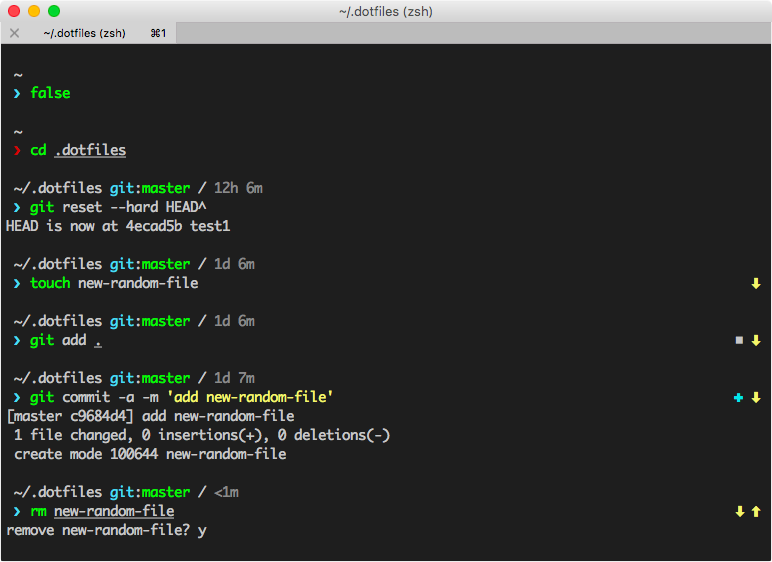 ~/.dotfiles (zsh)
✕ ~/.dotfiles (zsh) ⌘1
~
❯ false
~
❯ cd .dotfiles
~/.dotfiles git:master / 12h 6m
❯ git reset --hard HEAD^
HEAD is now at 4ecad5b test1
~/.dotfiles git:master / 1d 6m
❯ touch new-random-file ⬇
~/.dotfiles git:master / 1d 6m
❯ git add . ◼ ⬇
~/.dotfiles git:master / 1d 7m
❯ git commit -a -m 'add new-random-file' ✚ ⬇
[master c9684d4] add new-random-file
1 file changed, 0 insertions(+), 0 deletions(-)
create mode 100644 new-random-file
~/.dotfiles git:master / <1m
❯ rm new-random-file ⬇ ⬆
remove new-random-file? y